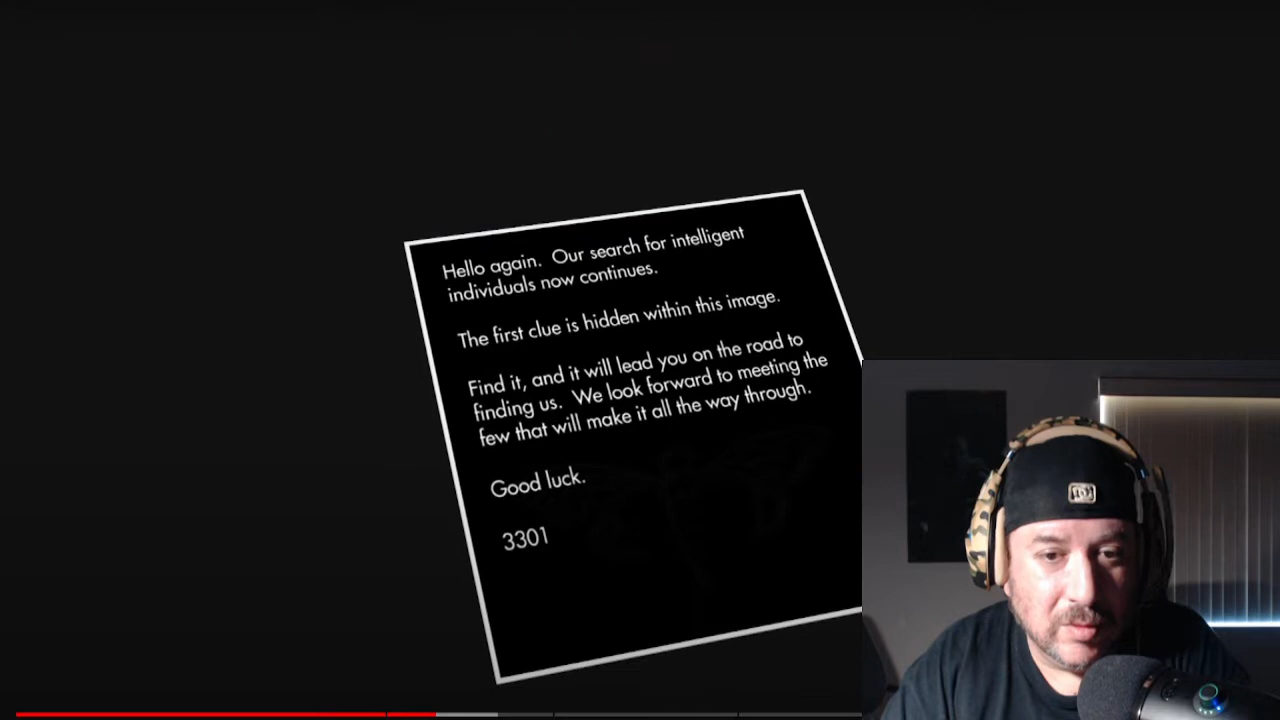 Hello again. Our search for intelligent
individuals now continues.
The first clue is hidden within this image.
Find it, and it will lead you on the road to
finding us. We look forward to meeting the
few that will make it all the way through.
Good luck.
3301